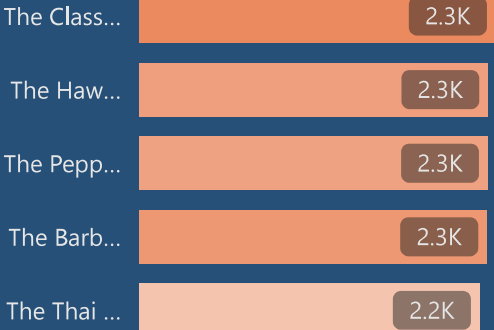 The Class... 2.3K
The Haw... 2.3K
The Pepp... 2.3K
The Barb... 2.3K
The Thai ... 2.2K